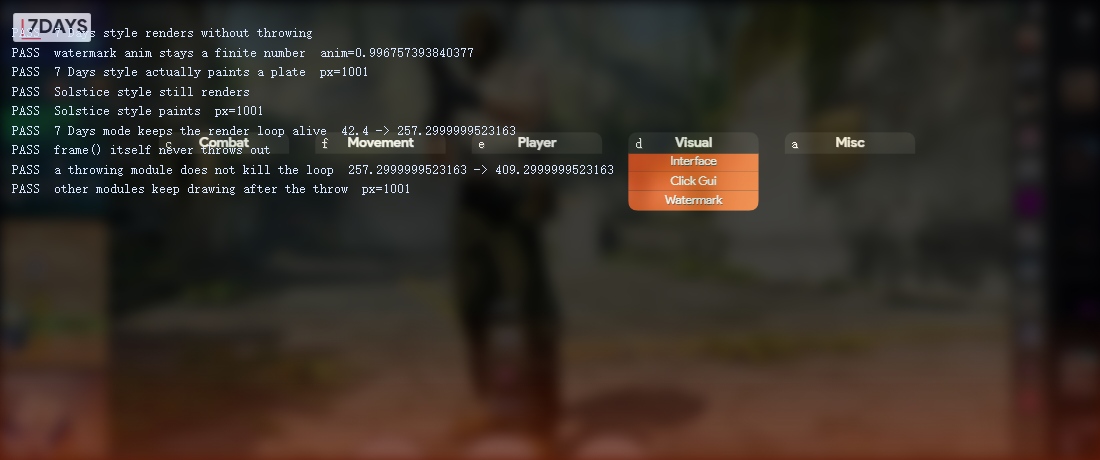 7DAYS
PASS 7 Days style renders without throwing
PASS watermark anim stays a finite number anim=0.996757393840377
PASS 7 Days style actually paints a plate px=1001
PASS Solstice style still renders
PASS Solstice style paints px=1001
PASS 7 Days mode keeps the render loop alive 42.4 -> 257.2999999523163
c Combat f Movement e Player d Visual a Misc
PASS frame() itself never throws out
Interface
PASS a throwing module does not kill the loop 257.2999999523163 -> 409.2999999523163
Click Gui
PASS other modules keep drawing after the throw px=1001
Watermark